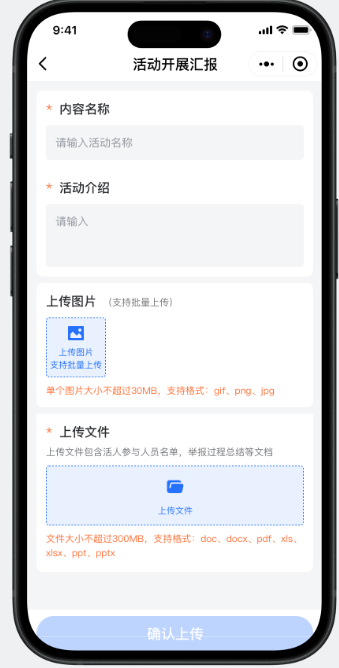 9:41
活动开展汇报
* 内容名称
请输入活动名称
* 活动介绍
请输入
上传图片 （支持批量上传）
上传图片
支持批量上传
单个图片大小不超过30MB，支持格式：gif、png、jpg
* 上传文件
上传文件包含活人参与人员名单，举报过程总结等文档
上传文件
文件大小不超过300MB，支持格式：doc、docx、pdf、xls、
xlsx、ppt、pptx
确认上传